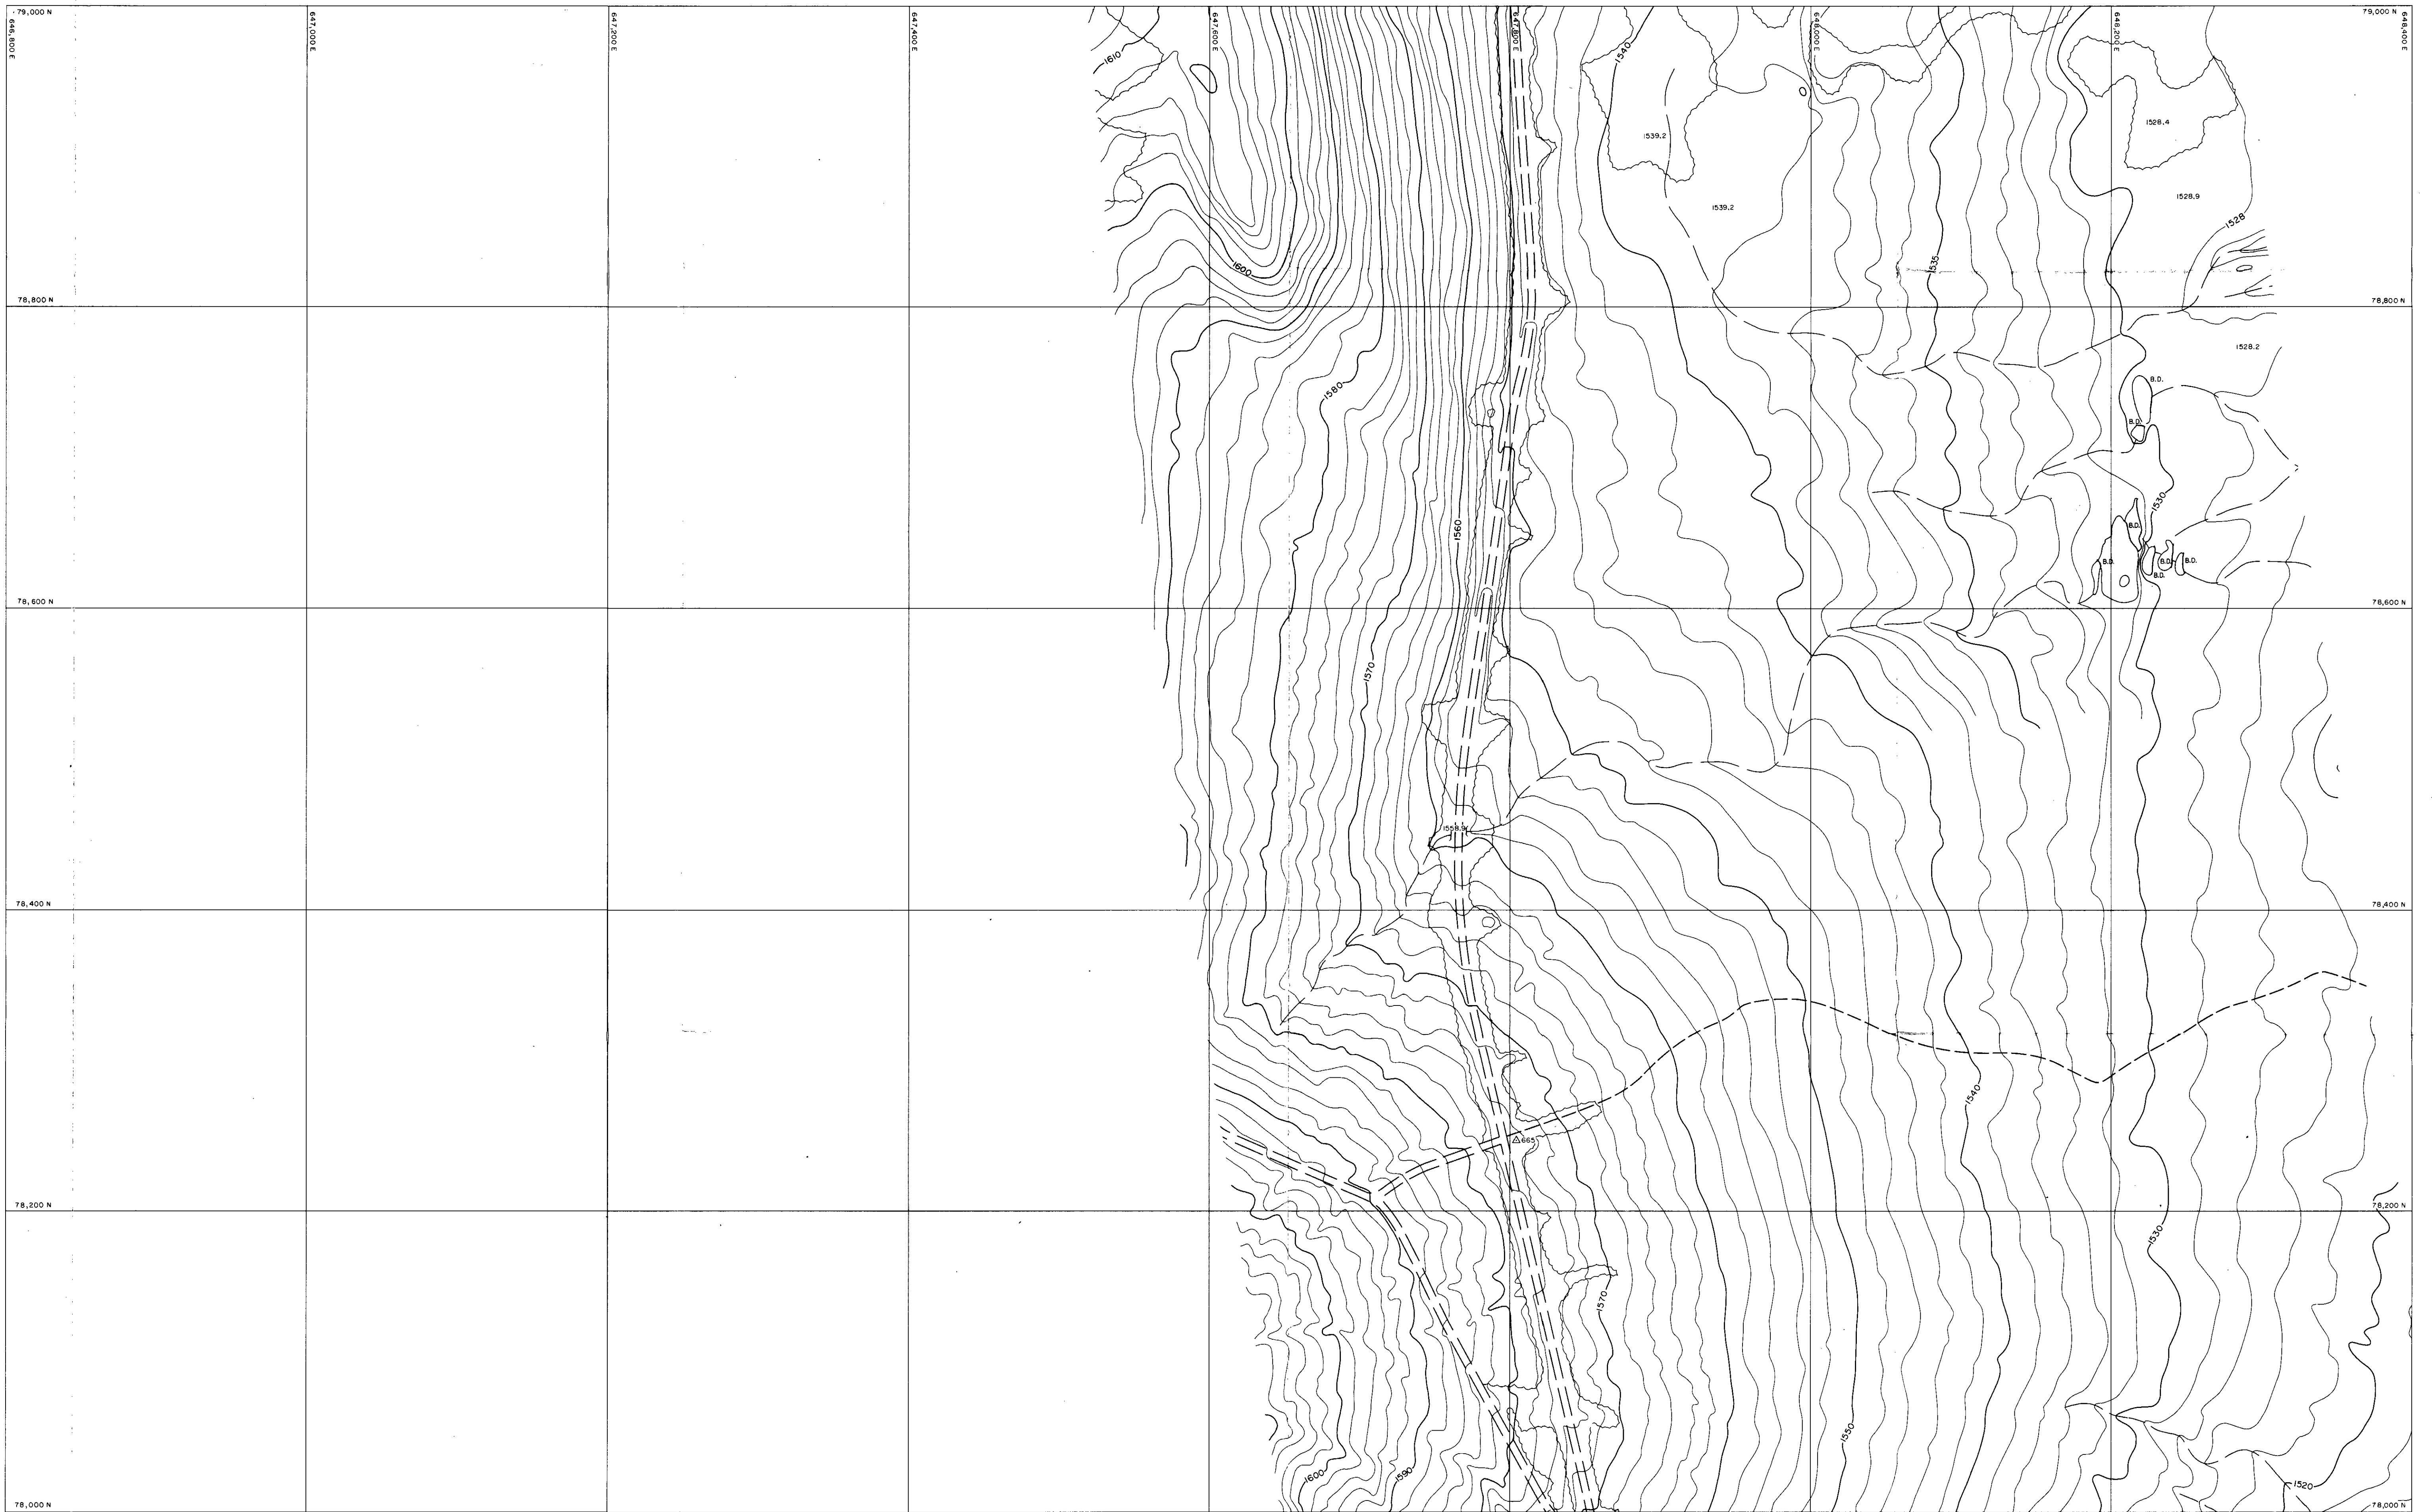 79,000 N
646,800 E
647,000 E
647,200 E
647,400 E
647,600 E
647,800 E
648,000 E
648,200 E
648,400 E
79,000 N
1610
1540
1539.2
1528.4
1539.2
1528.9
1528
1600
1535
78,800 N
78,800 N
1528.2
1580
B.D.
B.D.
1530
1560
B.D.
B.D.
B.D.
B.D.
B.D.
78,600 N
78,600 N
1570
1558.9
78,400 N
78,400 N
1540
665
78,200 N
78,200 N
1530
1570
1550
1600
1590
1520
78,000 N
78,000 N